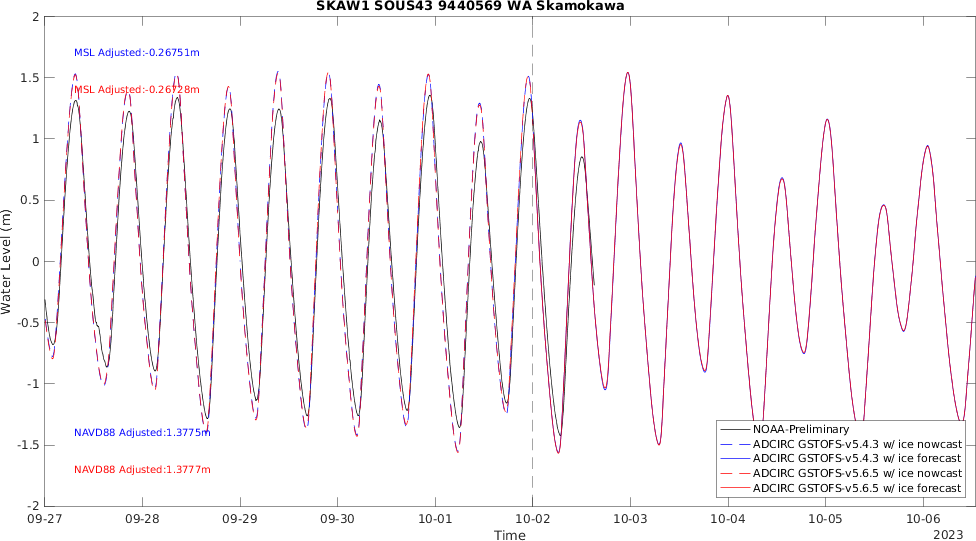 SKAW1 SOUS43 9440569 WA Skamokawa
2
1.5
1
0.5
0
-0.5
-1
-1.5
-2
Water Level (m)
MSL Adjusted:-0.26751m
MSL Adjusted:-0.26728m
NAVD88 Adjusted:1.3775m
NAVD88 Adjusted:1.3777m
NOAA-Preliminary
ADCIRC GSTOFS-v5.4.3 w/ ice nowcast
ADCIRC GSTOFS-v5.4.3 w/ ice forecast
ADCIRC GSTOFS-v5.6.5 w/ ice nowcast
ADCIRC GSTOFS-v5.6.5 w/ ice forecast
09-27 09-28 09-29 09-30 10-01 10-02 10-03 10-04 10-05 10-06
Time
2023